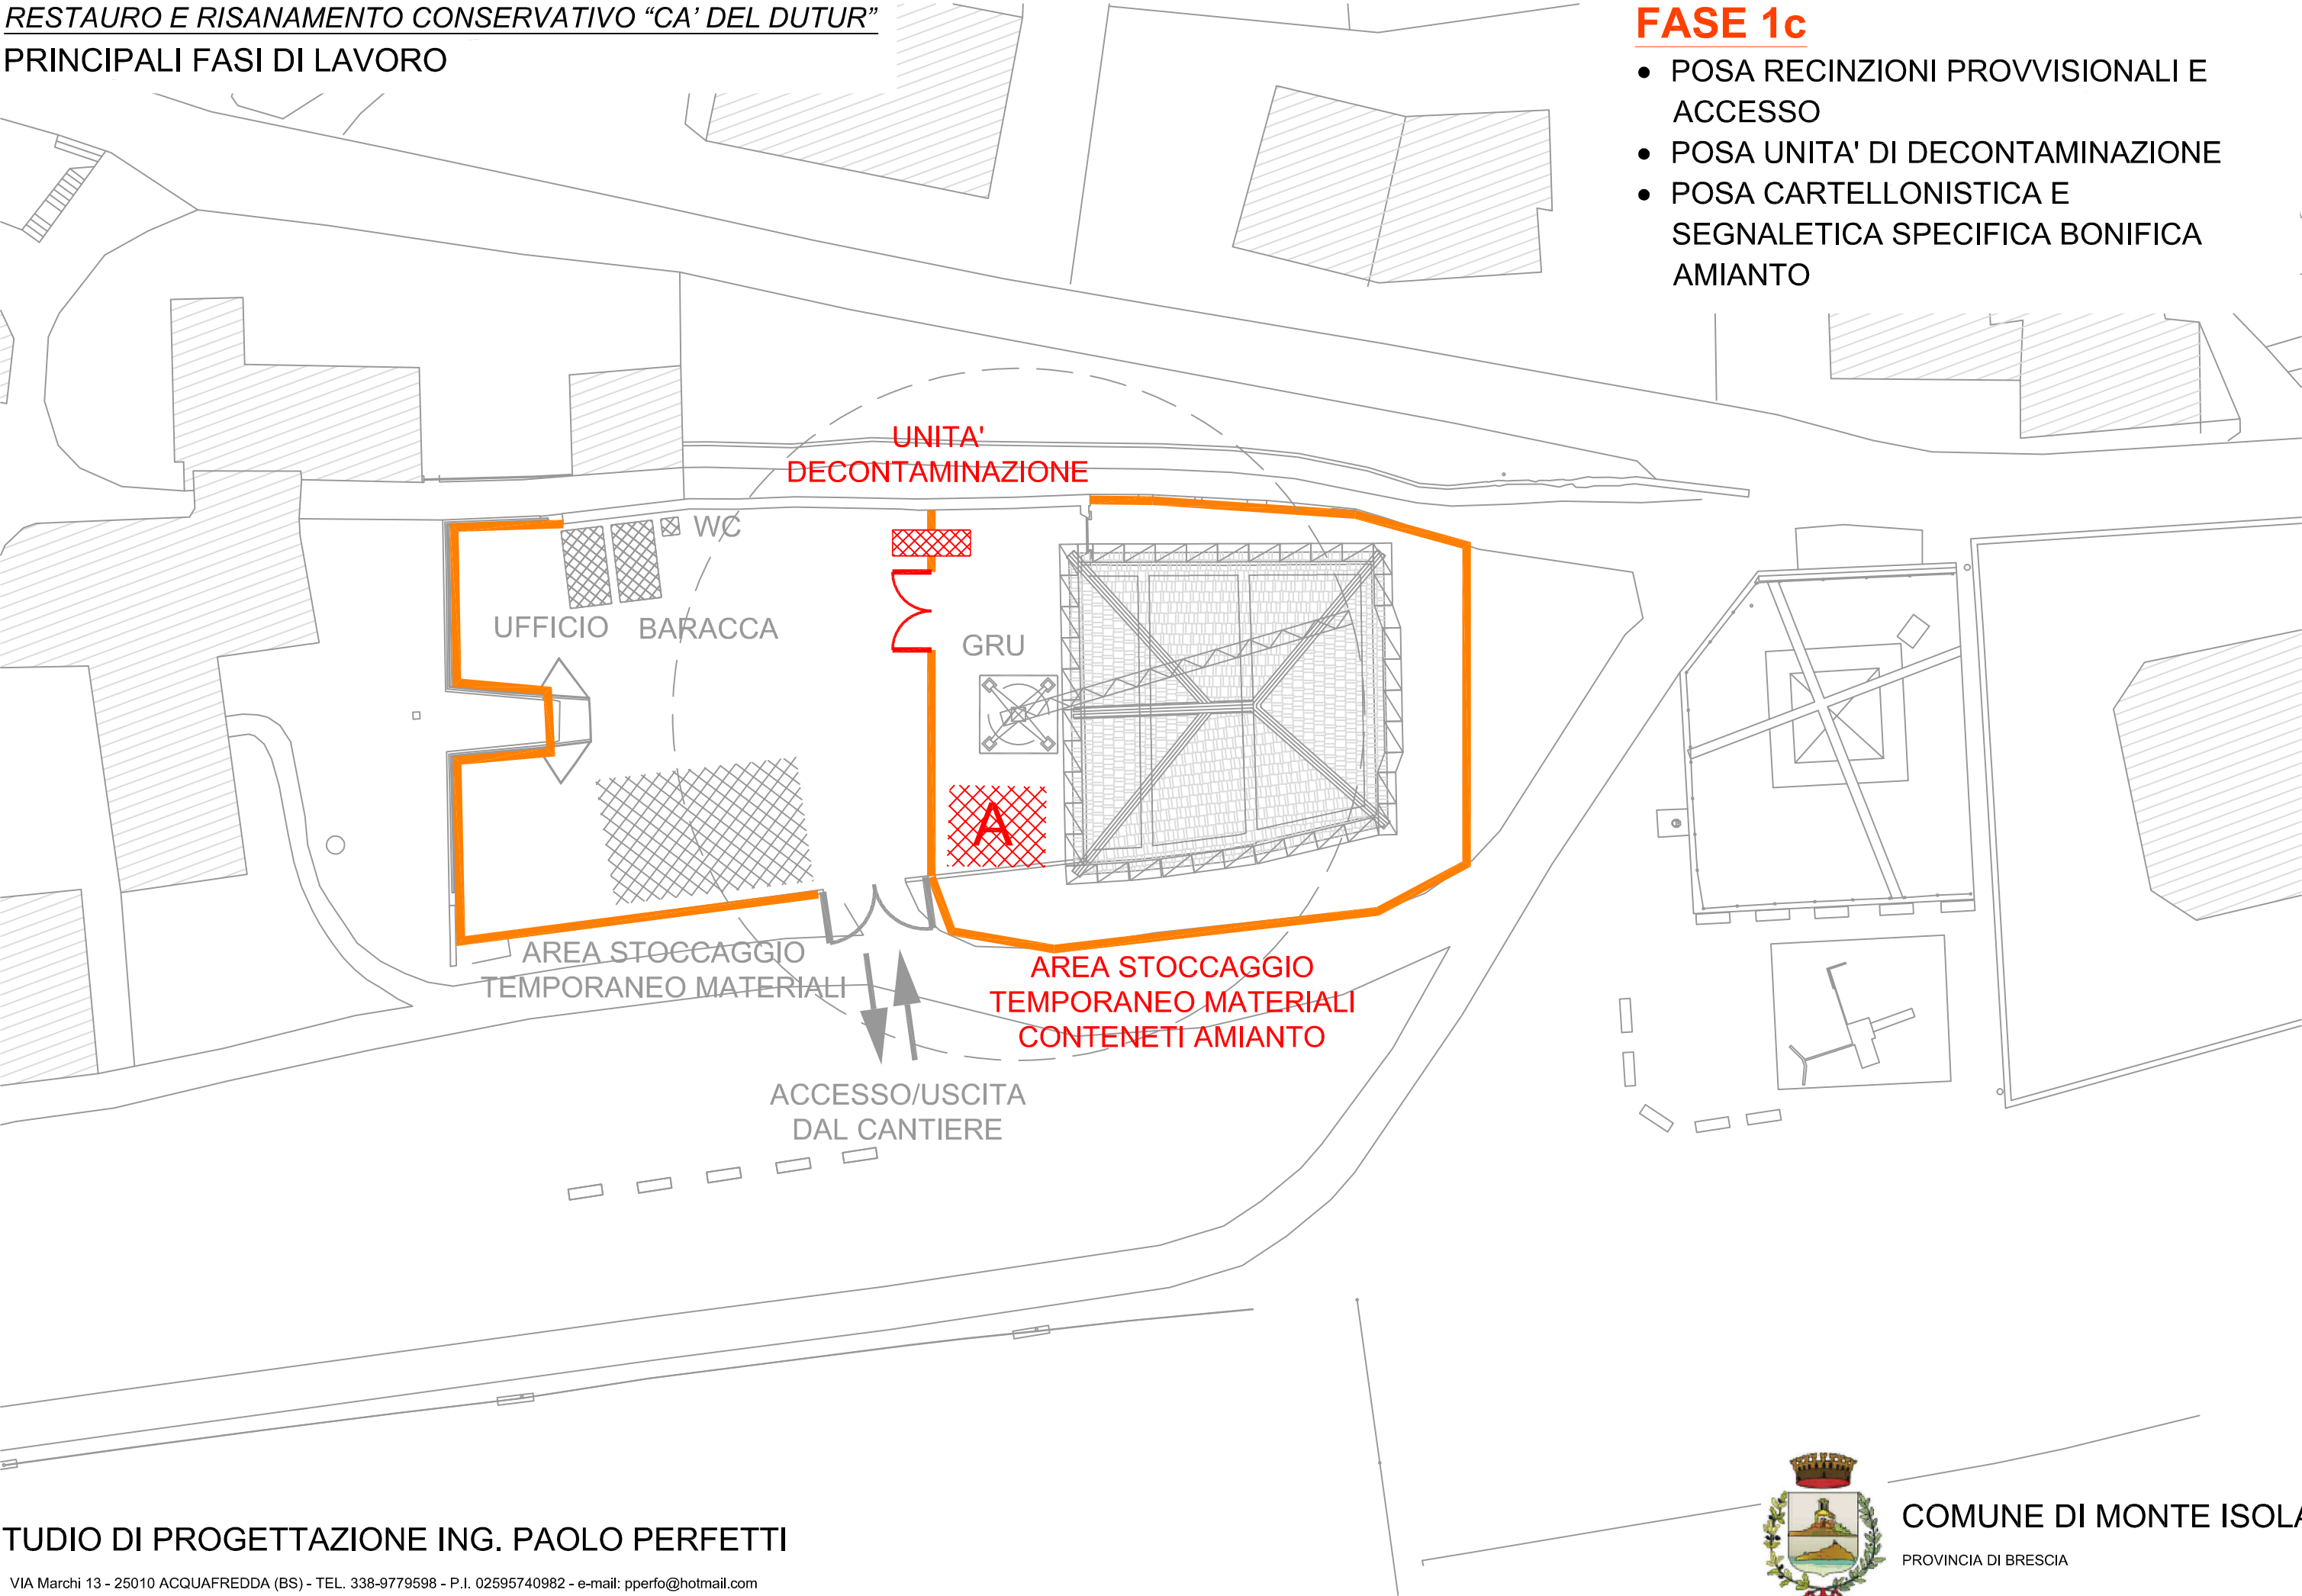 RESTAURO E RISANAMENTO CONSERVATIVO “CA’ DEL DUTUR”
PRINCIPALI FASI DI LAVORO
FASE 1c
• POSA RECINZIONI PROVVISIONALI E
ACCESSO
• POSA UNITA' DI DECONTAMINAZIONE
• POSA CARTELLONISTICA E
SEGNALETICA SPECIFICA BONIFICA
AMIANTO
UNITA'
DECONTAMINAZIONE
WC
UFFICIO
BARACCA
GRU
A
AREA STOCCAGGIO
TEMPORANEO MATERIALI
AREA STOCCAGGIO
TEMPORANEO MATERIALI
CONTENETI AMIANTO
ACCESSO/USCITA
DAL CANTIERE
TUDIO DI PROGETTAZIONE ING. PAOLO PERFETTI
VIA Marchi 13 - 25010 ACQUAFREDDA (BS) - TEL. 338-9779598 - P.I. 02595740982 - e-mail: pperfo@hotmail.com
COMUNE DI MONTE ISOLA
PROVINCIA DI BRESCIA